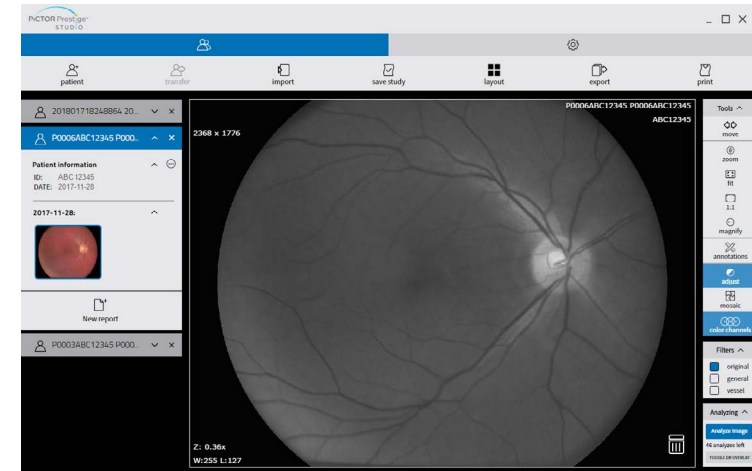 PiCTOR Prestige
STUDIO
patient
transfer
import
save study
layout
export
print
201801718248864 20...
P0006ABC12345 P000..
Patient information
ID: ABC12345
DATE: 2017-11-28
2017-11-28:
New report
P0003ABC12345 P000..
2368 x 1776
P0006ABC12345 P0006ABC12345
ABC12345
Z: 0.36x
W:255 L:127
Tools
move
zoom
fit
1:1
magnify
annotations
adjust
mosaic
color channels
Filters
original
general
vessel
Analyzing
Analyze Image
46 analyzes left
TOGGLE DR OVERLAY